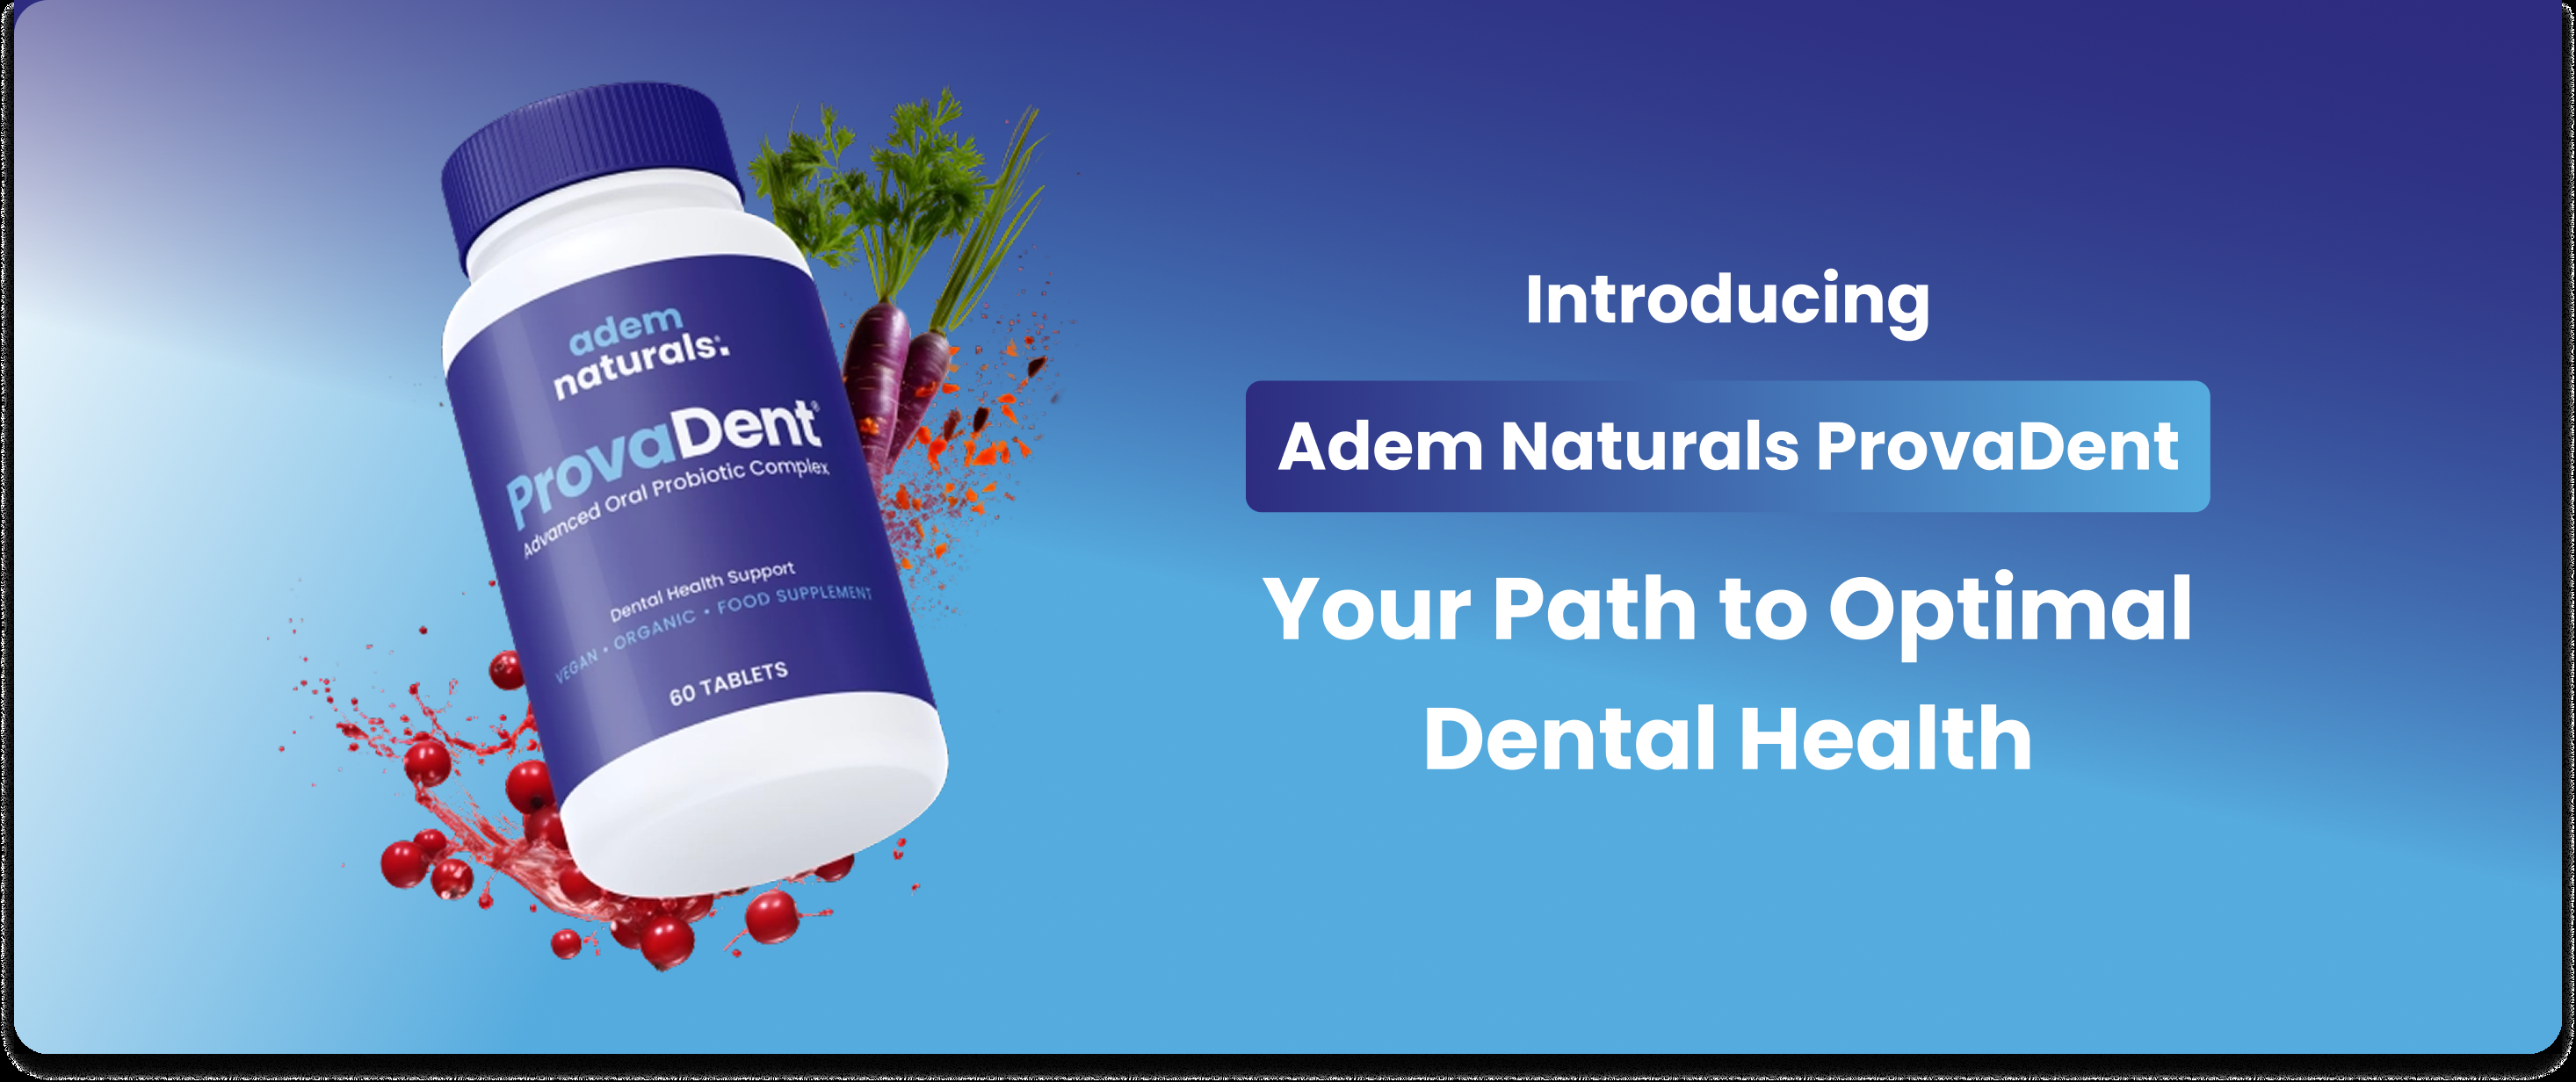 adem
naturals:
ProvaDent®
Advanced Oral Probiotic Complex
Dental Health Support
VEGAN • ORGANIC • FOOD SUPPLEMENT
60 TABLETS
Introducing
Adem Naturals ProvaDent
Your Path to Optimal
Dental Health